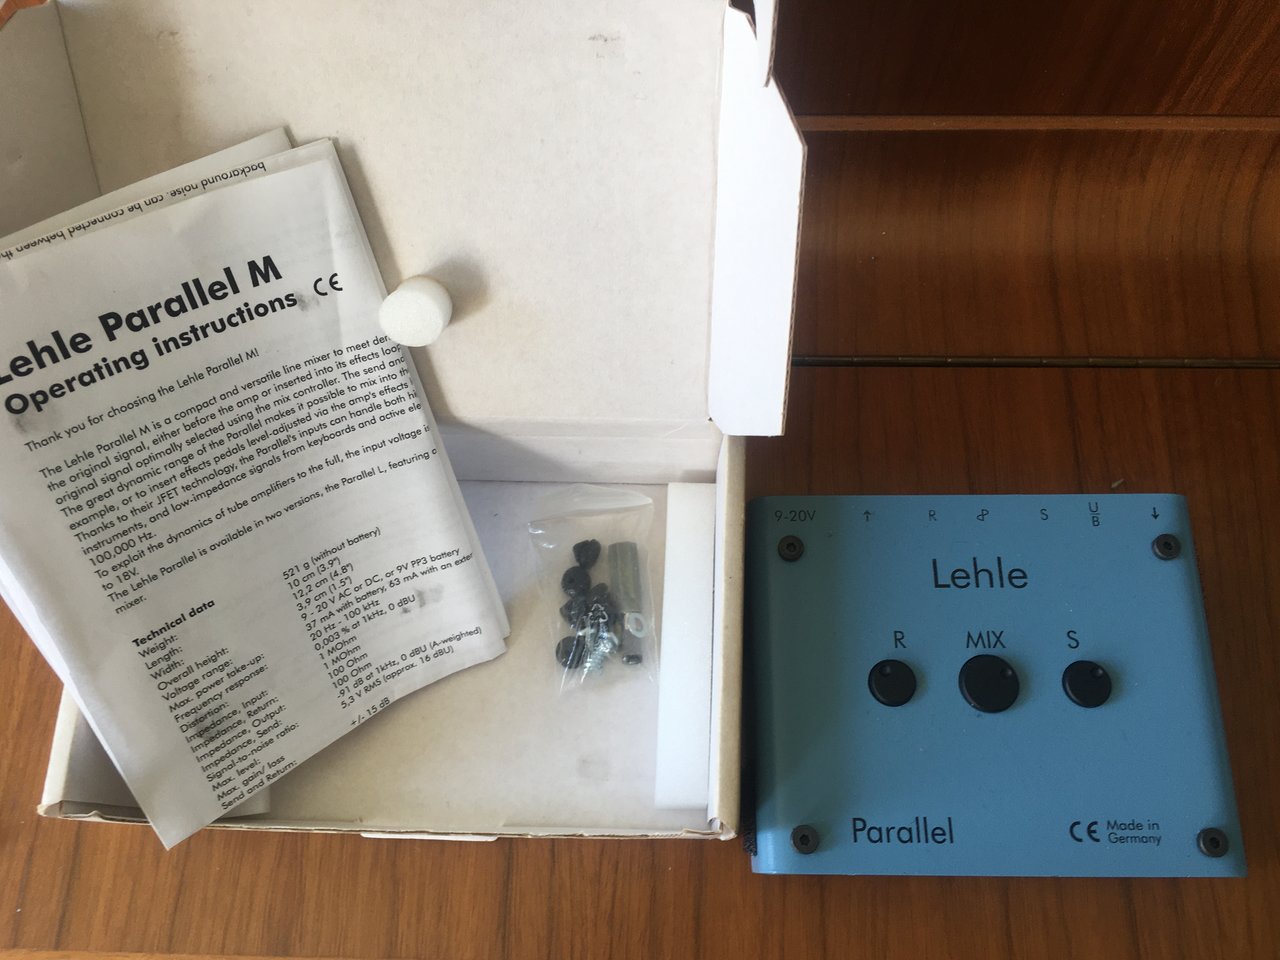 background noise, can be connected between th
Lehle Parallel M
Operating instructions CE
Thank you for choosing the Lehle Parallel M!
The Lehle Parallel M is a compact and versatile line mixer to meet
the original signal, either before the amp or inserted into its effects loop
original signal optimally selected using the mix controller. The send and
The great dynamic range of the Parallel makes it possible to mix into the
example, or to insert effects pedals level-adjusted via the amp's effects
Thanks to their JFET technology, the Parallel's inputs can handle both
instruments, and low-impedance signals from keyboards and active
100,000 Hz.
To exploit the dynamics of tube amplifiers to the full, the input voltage is
to 18V.
The Lehle Parallel is available in two versions, the Parallel L, featuring
mixer.
Technical data
Weight: 521 g (without battery)
Length: 10 cm (3.9")
Width: 12,2 cm (4.8")
Overall height: 3,9 cm (1.5")
Voltage range: 9 - 20 V AC or DC, or 9V PP3 battery
Max. power take-up: 37 mA with battery, 63 mA with an exter
Frequency response: 20 Hz - 100 kHz
Distortion: 0,003 % at 1kHz, 0 dBU
Impedance, Input: 1 MOhm
Impedance, Return: 1 MOhm
Impedance, Output: 100 Ohm
Impedance, Send: 100 Ohm
Signal-to-noise ratio: -91 dB at 1kHz, 0 dBU (A-weighted)
Max. level: 5.3 V RMS (approx. 16 dBU)
Max. gain/ loss
Send and Return: +/- 15 dB
9-20V ↑ R S U/B ↓
Lehle
R MIX S
Parallel
CE Made in
Germany